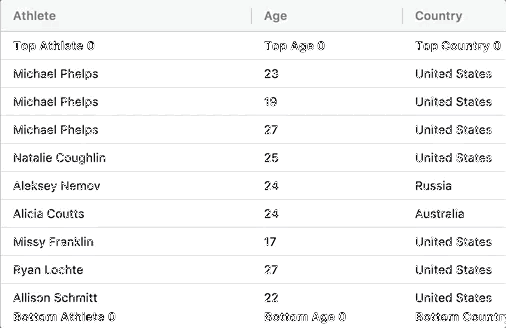 Athlete Age Country
Top Athlete 0 Top Age 0 Top Country 0
Michael Phelps 23 United States
Michael Phelps 19 United States
Michael Phelps 27 United States
Natalie Coughlin 25 United States
Aleksey Nemov 24 Russia
Alicia Coutts 24 Australia
Missy Franklin 17 United States
Ryan Lochte 27 United States
Allison Schmitt 22 United States
Bottom Athlete 0 Bottom Age 0 Bottom Country